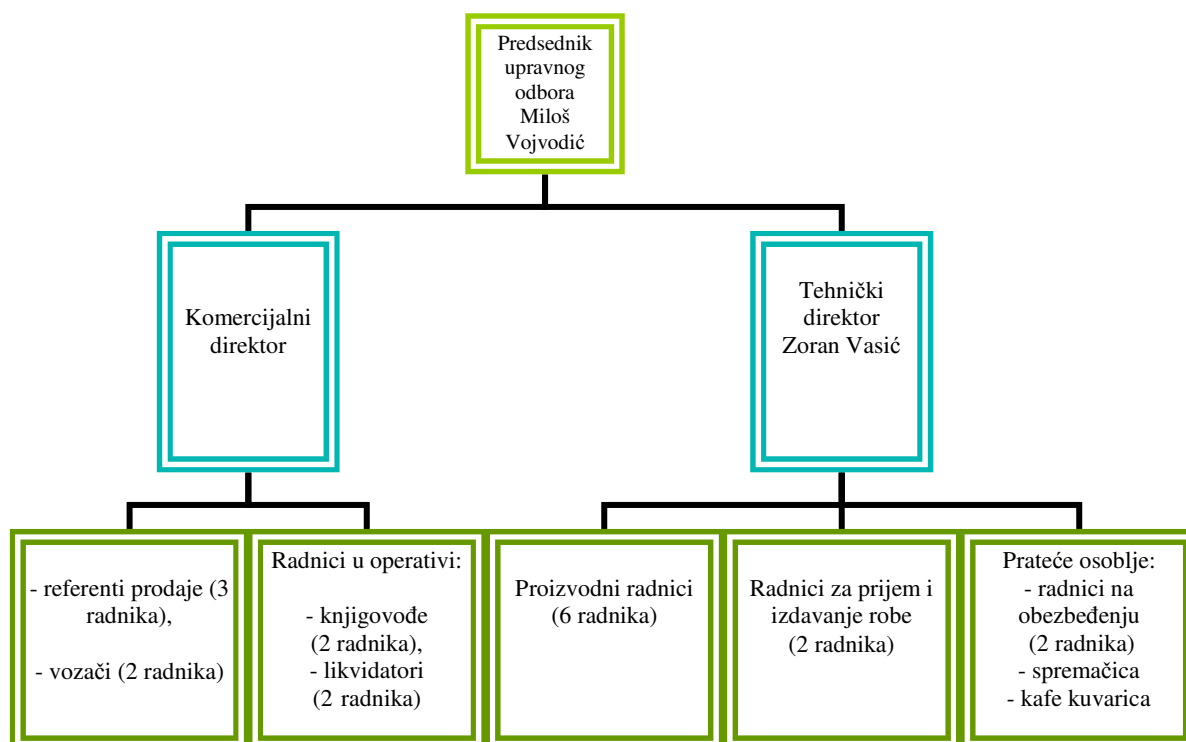 Predsednik
upravnog
odbora
Miloš
Vojvodić
Komercijalni
direktor
Tehnički
direktor
Zoran Vasić
- referenti prodaje (3
radnika),
- vozači (2 radnika)
Radnici u operativi:
- knjigovođe
(2 radnika),
- likvidatori
(2 radnika)
Proizvodni radnici
(6 radnika)
Radnici za prijem i
izdavanje robe
(2 radnika)
Prateće osoblje:
- radnici na
obezbeđenju
(2 radnika)
- spremačica
- kafe kuvarica